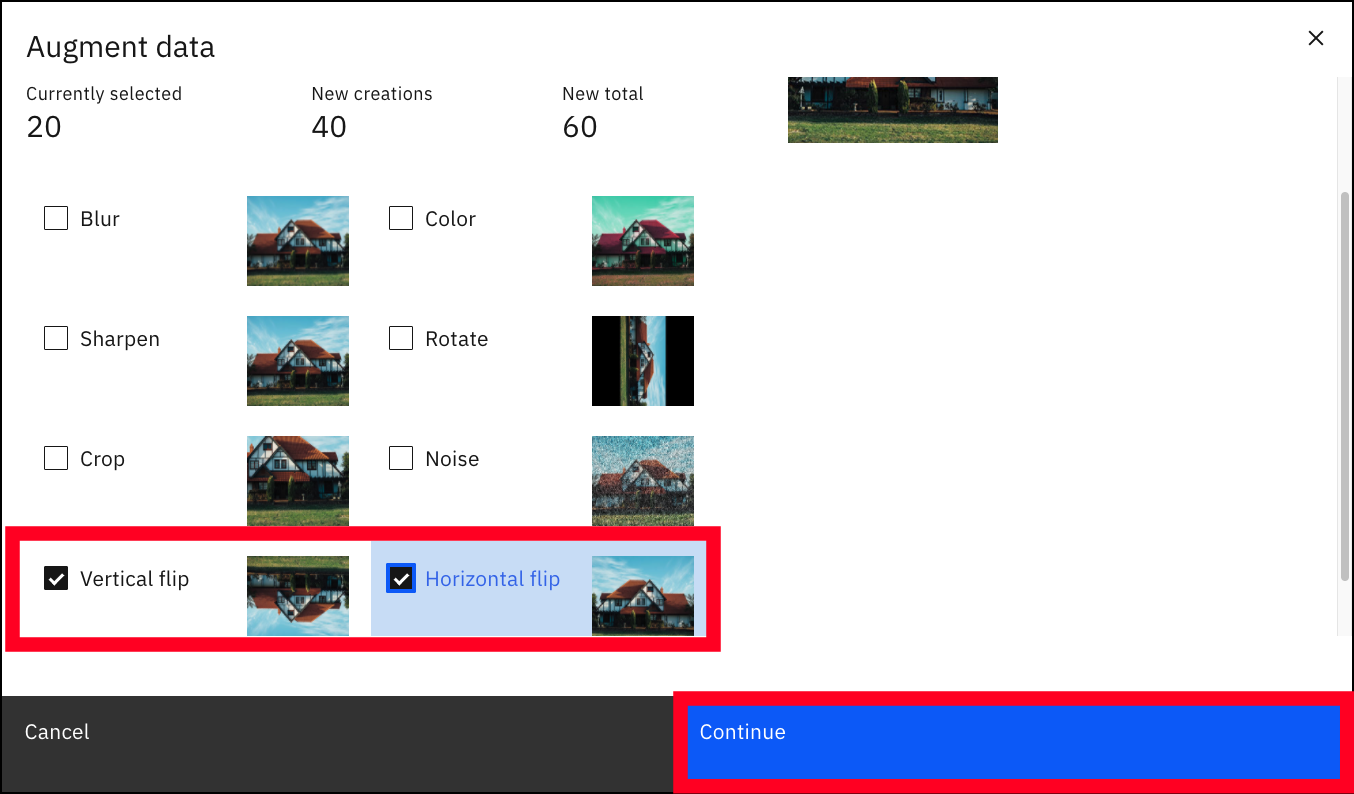 Augment data
Currently selected
New creations
New total
20
40
60
Blur
Color
Sharpen
Rotate
Crop
Noise
Vertical flip
Horizontal flip
Cancel
Continue